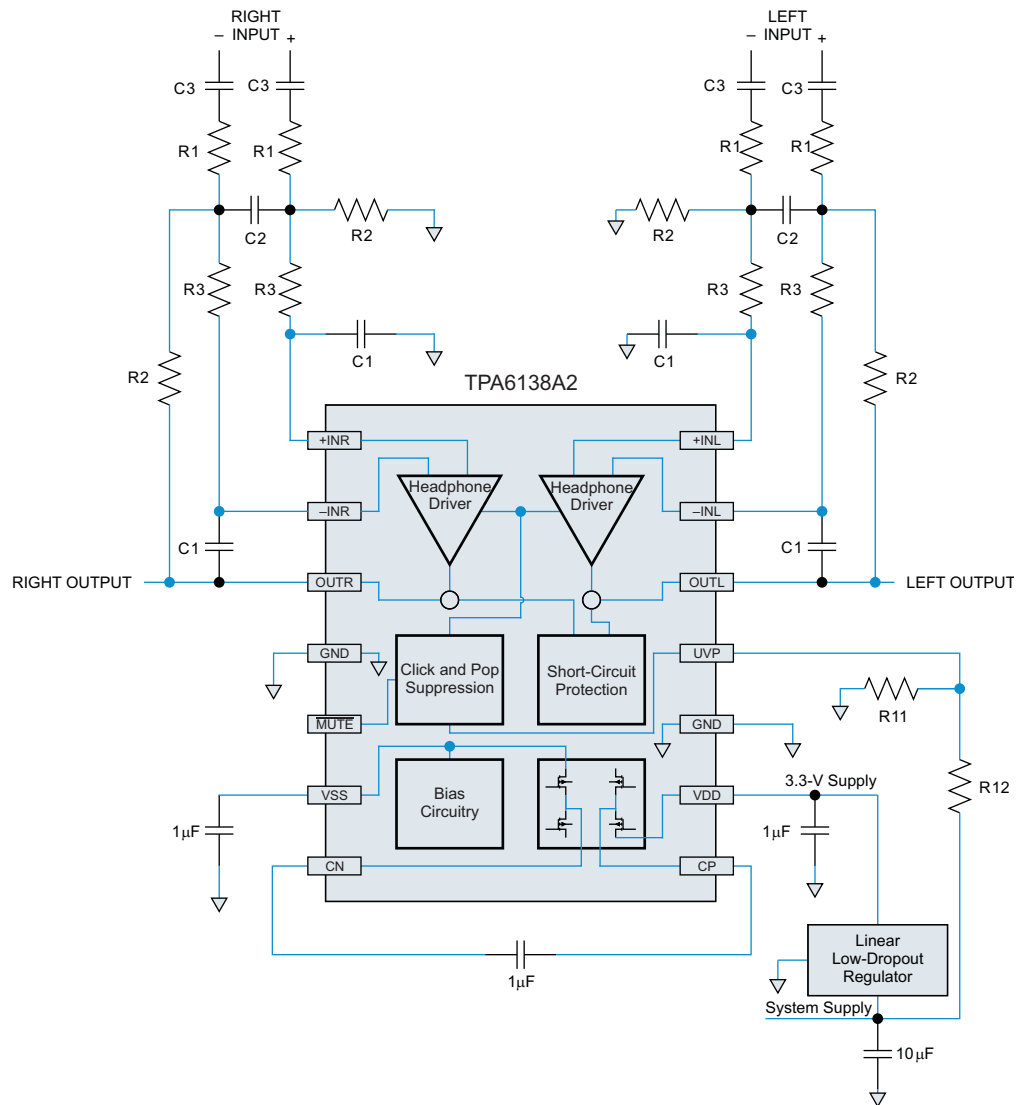 RIGHT
INPUT
– +
LEFT
INPUT
– +
C3 C3 C3 C3
R1 R1 R1 R1
C2 R2 R2 C2
R3 R3 R3 R3
C1 C1
R2 R2
TPA6138A2
+INR +INL
Headphone
Driver
Headphone
Driver
–INR –INL
C1 C1
RIGHT OUTPUT OUTR OUTL LEFT OUTPUT
GND UVP
Click and Pop
Suppression
Short-Circuit
Protection
R11
MUTE GND
3.3-V Supply
R12
VSS VDD
Bias
Circuitry
1μF 1μF
CN CP
1μF
Linear
Low-Dropout
Regulator
System Supply
10μF